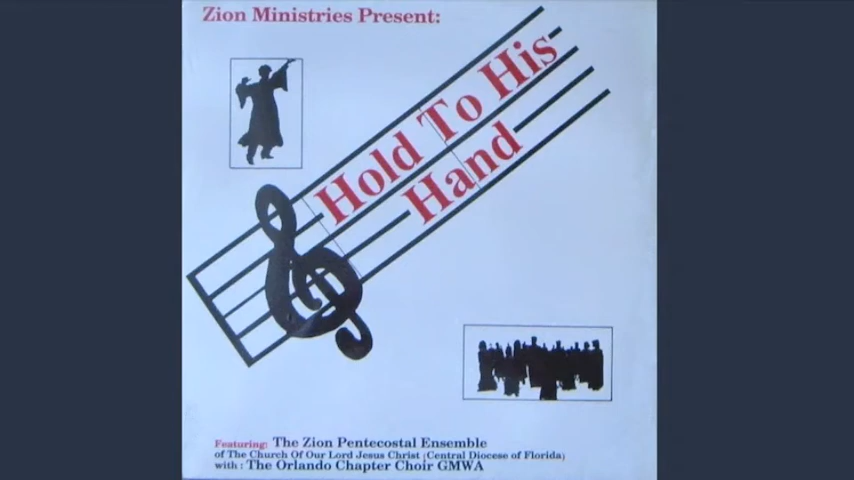 Zion Ministries Present:
Hold To His
Hand
Featuring: The Zion Pentecostal Ensemble
of The Church Of Our Lord Jesus Christ (Central Diocese of Florida)
with : The Orlando Chapter Choir GMWA